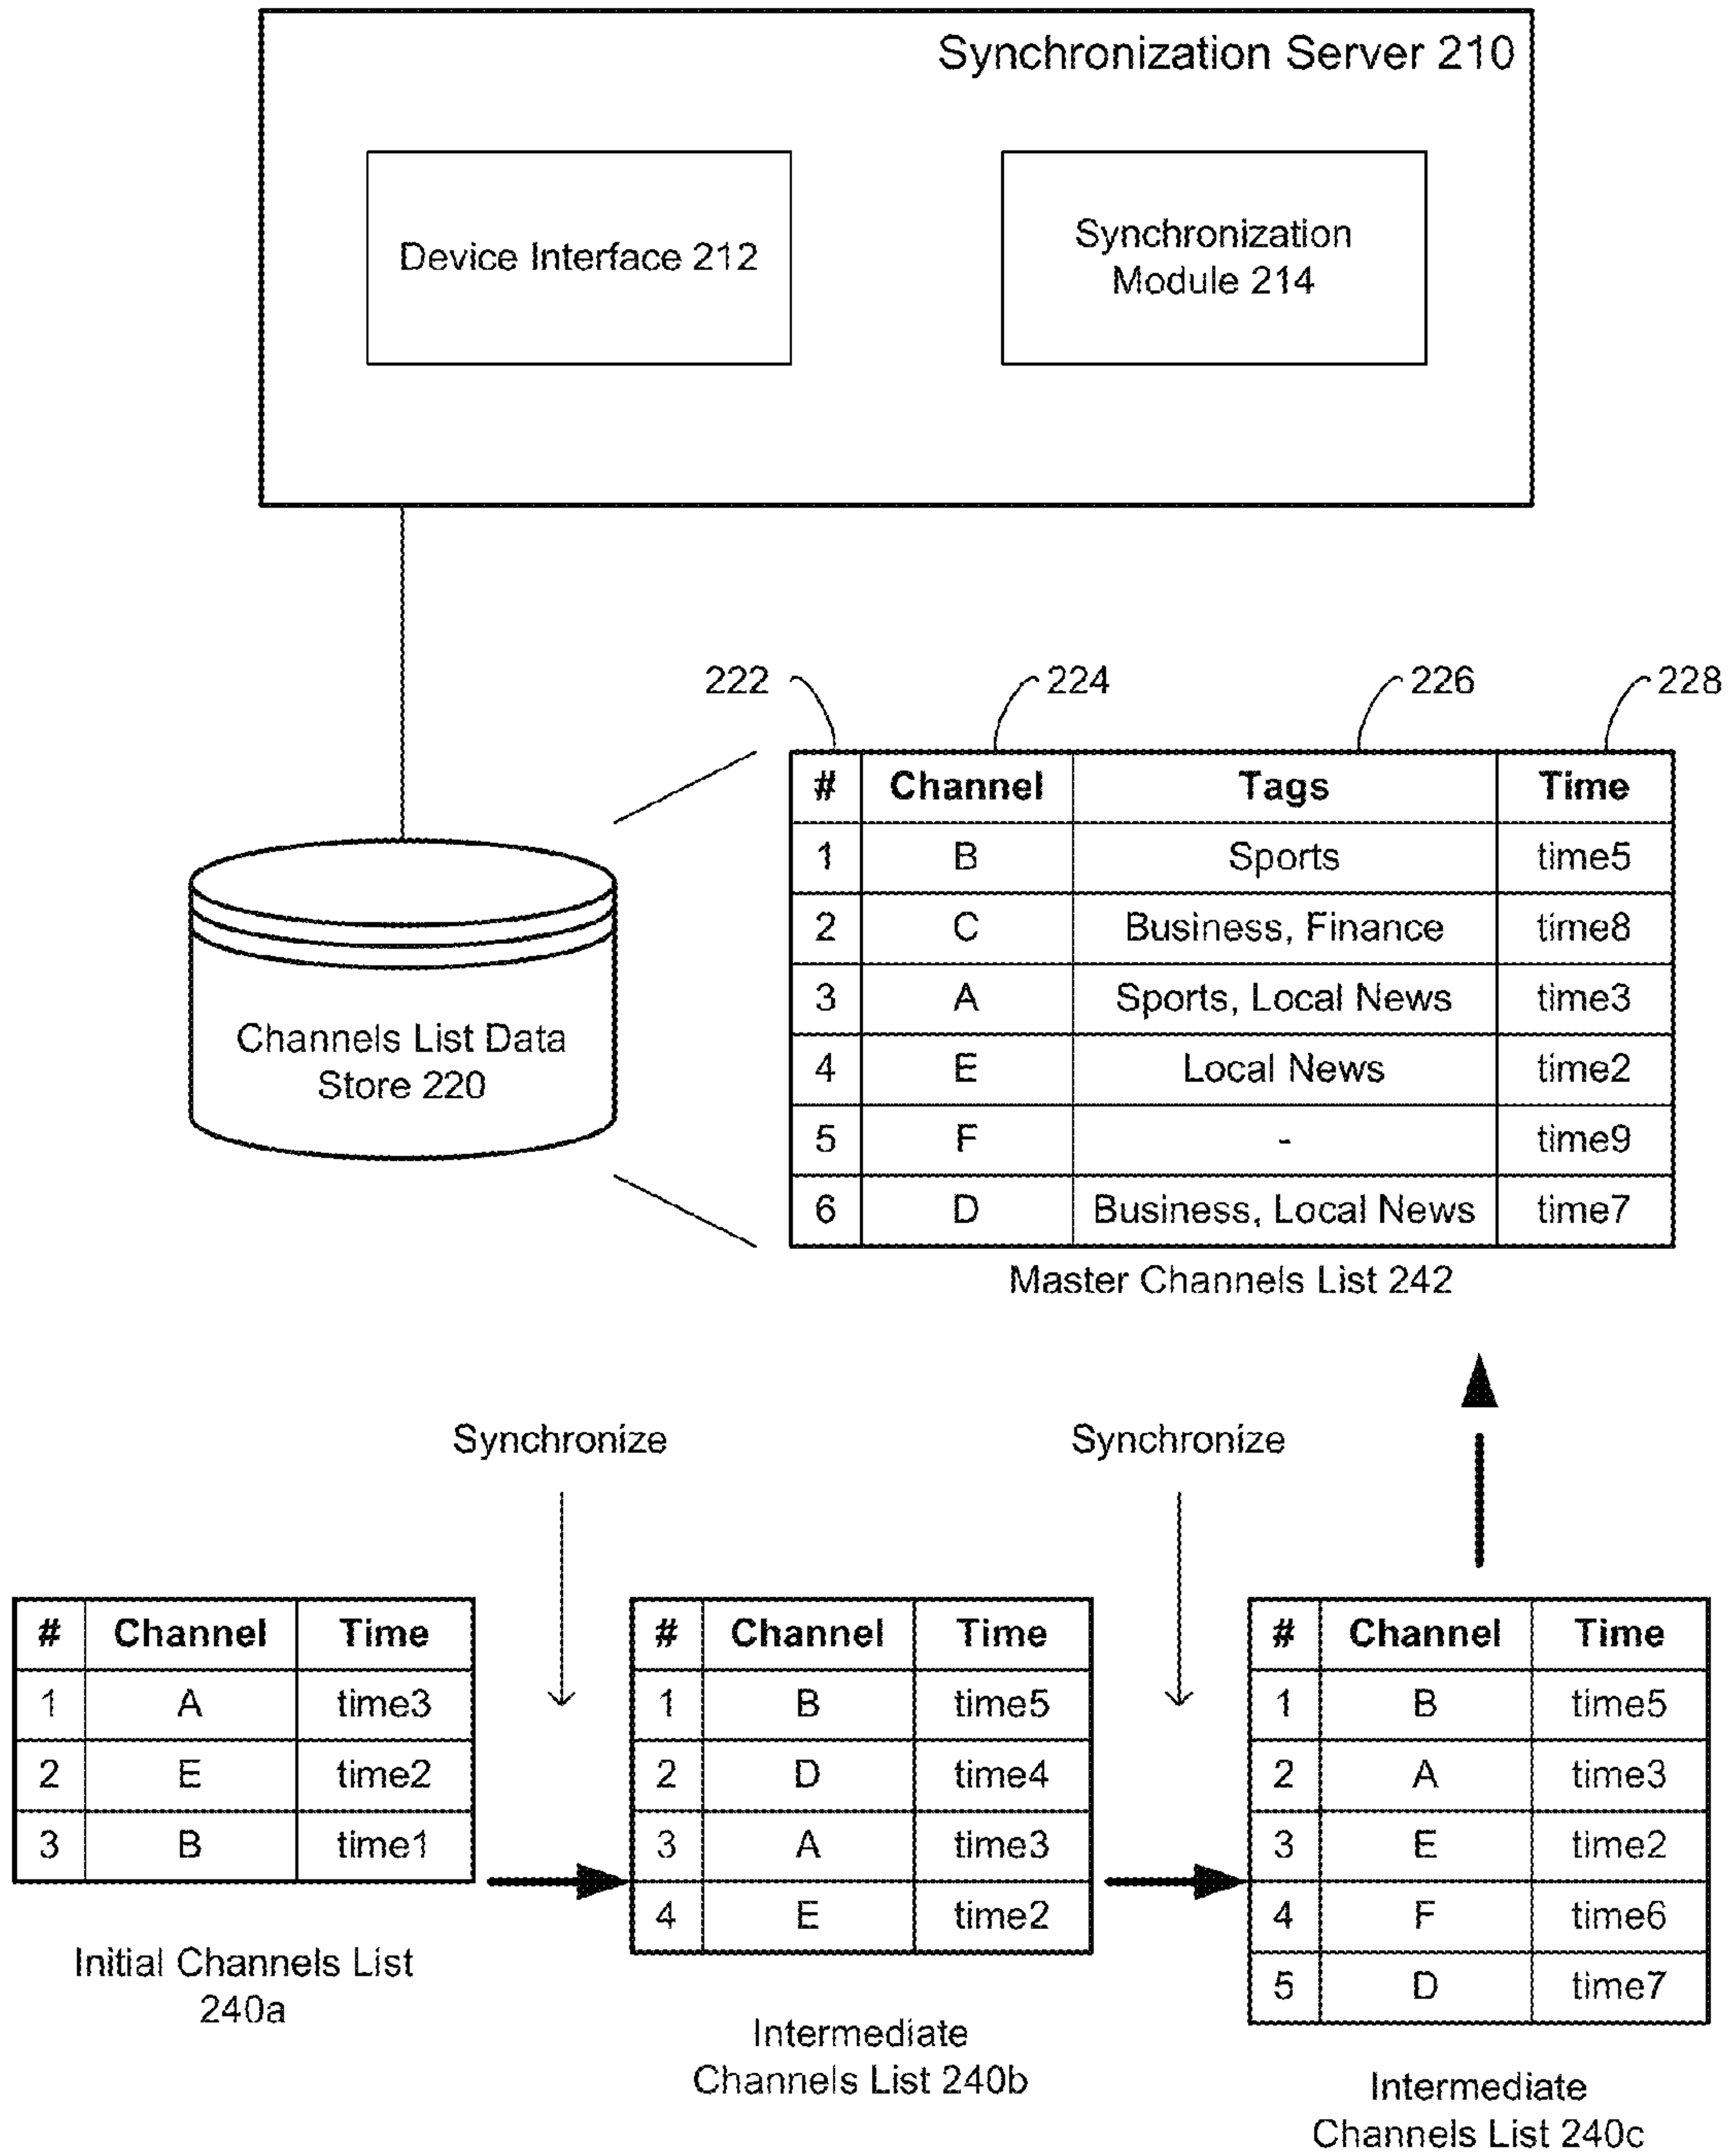 Synchronization Server 210
Device Interface 212
Synchronization
Module 214
222 224 226 228
# Channel Tags Time
1 B Sports time5
2 C Business, Finance time8
3 A Sports, Local News time3
4 E Local News time2
5 F - time9
6 D Business, Local News time7
Master Channels List 242
Channels List Data
Store 220
Synchronize Synchronize
# Channel Time
1 A time3
2 E time2
3 B time1
Initial Channels List
240a
# Channel Time
1 B time5
2 D time4
3 A time3
4 E time2
Intermediate
Channels List 240b
# Channel Time
1 B time5
2 A time3
3 E time2
4 F time6
5 D time7
Intermediate
Channels List 240c